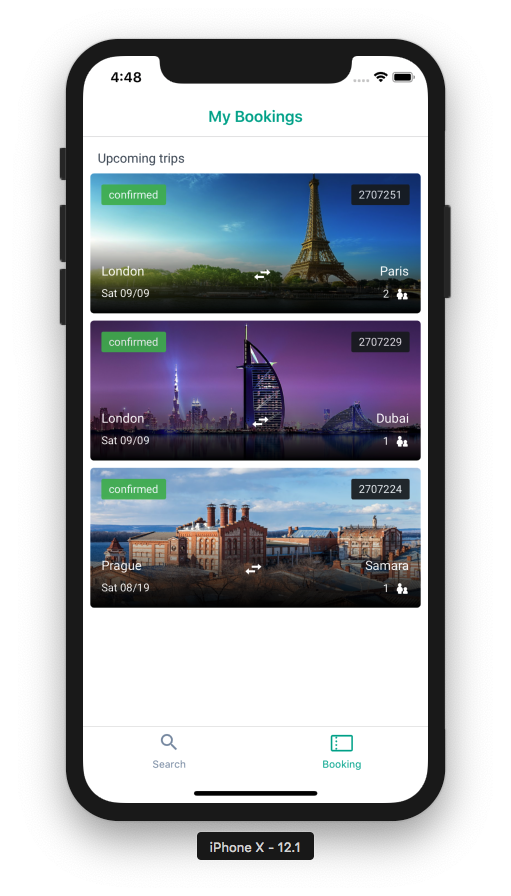 4:48
My Bookings
Upcoming trips
confirmed 2707251
London Paris
Sat 09/09 2
confirmed 2707229
London Dubai
Sat 09/09 1
confirmed 2707224
Prague Samara
Sat 08/19 1
Search Booking
iPhone X - 12.1